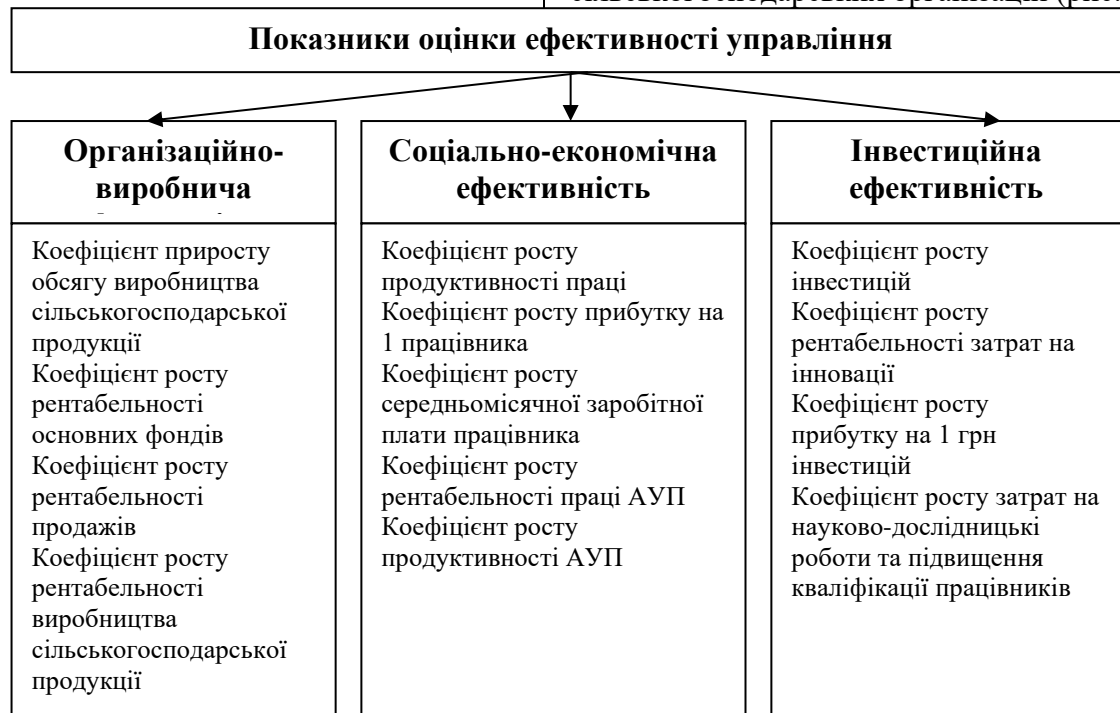 Показники оцінки ефективності управління
Організаційно-
виробнича
Соціально-економічна
ефективність
Інвестиційна
ефективність
Коефіцієнт приросту
обсягу виробництва
сільськогосподарської
продукції
Коефіцієнт росту
рентабельності
основних фондів
Коефіцієнт росту
рентабельності
продажів
Коефіцієнт росту
рентабельності
виробництва
сільськогосподарської
продукції
Коефіцієнт росту
продуктивності праці
Коефіцієнт росту прибутку на
1 працівника
Коефіцієнт росту
середньомісячної заробітної
плати працівника
Коефіцієнт росту
рентабельності праці АУП
Коефіцієнт росту
продуктивності АУП
Коефіцієнт росту
інвестицій
Коефіцієнт росту
рентабельності затрат на
інновації
Коефіцієнт росту
прибутку на 1 грн
інвестицій
Коефіцієнт росту затрат на
науково-дослідницькі
роботи та підвищення
кваліфікації працівників